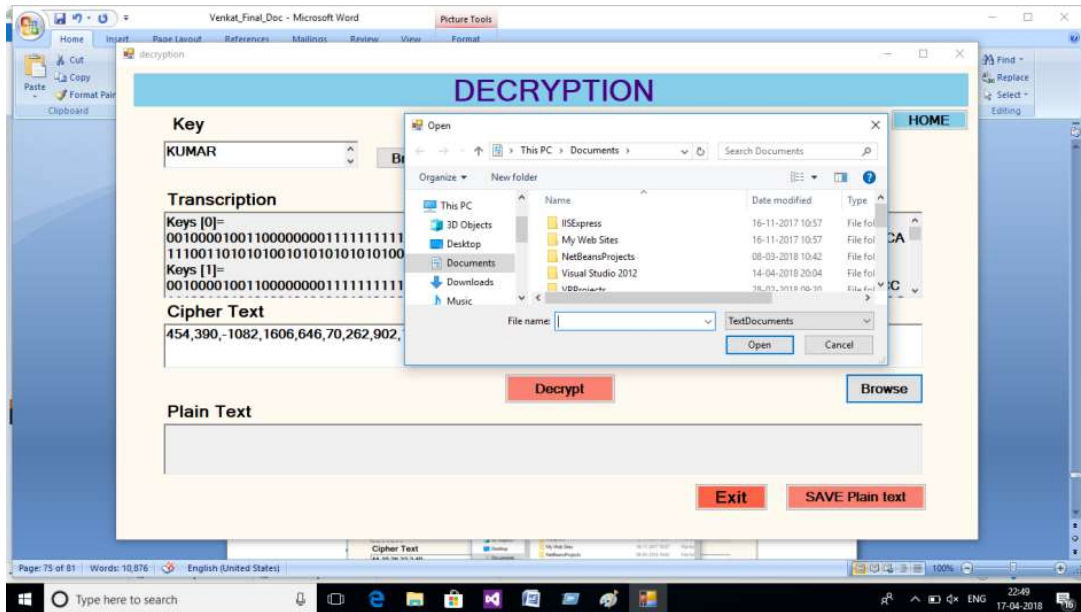 Venkat_Final_Doc - Microsoft Word
Picture Tools
Home Insert Page Layout References Mailings Review View Format
Cut
Copy
Format Pain
Paste
Clipboard
Find
Replace
Select
Editing
decryption
DECRYPTION
HOME
Key
KUMAR
Br
Transcription
Keys [0]=
CA
Keys [1]=
CC
Cipher Text
454,390,-1082,1606,646,70,262,902,
Open
This PC > Documents >
Search Documents
Organize New folder
This PC
3D Objects
Desktop
Documents
Downloads
Music
Name Date modified Type
IISExpress 16-11-2017 10:57 File fol
My Web Sites 16-11-2017 10:57 File fol
NetBeansProjects 08-03-2018 10:42 File fol
Visual Studio 2012 14-04-2018 20:04 File fol
File name: TextDocuments
Open Cancel
Decrypt
Browse
Plain Text
Exit
SAVE Plain text
Cipher Text
Page: 75 of 81 Words: 10,876 English (United States) 100%
Type here to search
ENG
22:49
17-04-2018